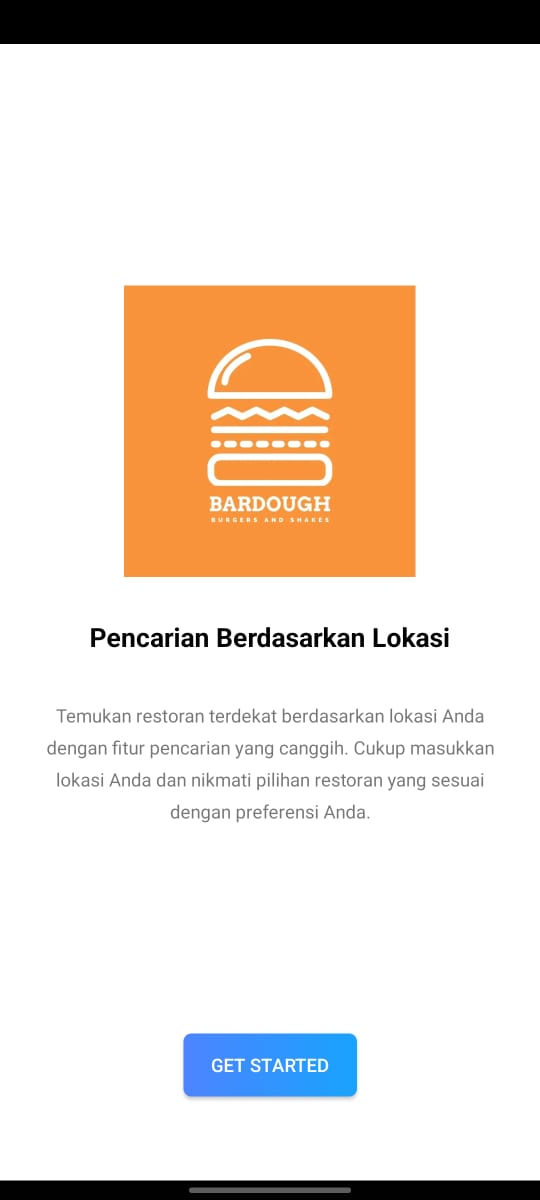 BARDOUGH
BURGERS AND SHAKES
Pencarian Berdasarkan Lokasi
Temukan restoran terdekat berdasarkan lokasi Anda
dengan fitur pencarian yang canggih. Cukup masukkan
lokasi Anda dan nikmati pilihan restoran yang sesuai
dengan preferensi Anda.
GET STARTED